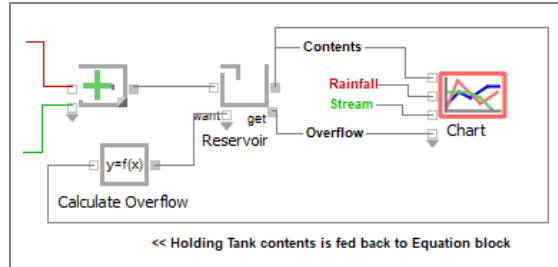 Contents
Rainfall
Stream
want
get
Reservoir
Overflow
Chart
y=f(x)
Calculate Overflow
<< Holding Tank contents is fed back to Equation block